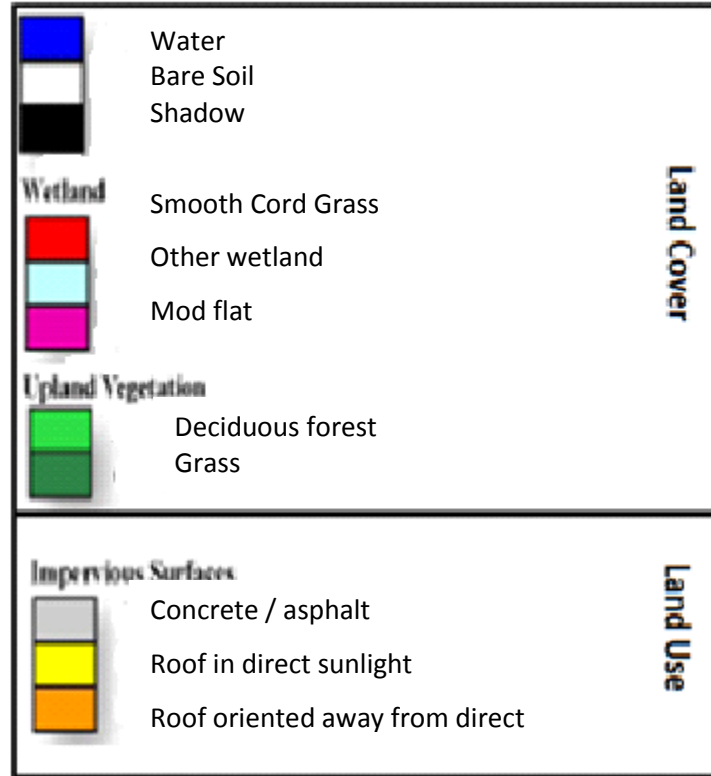 Water
Bare Soil
Shadow
Wetland
Smooth Cord Grass
Other wetland
Mod flat
Land Cover
Upland Vegetation
Deciduous forest
Grass
Impervious Surfaces
Concrete / asphalt
Roof in direct sunlight
Roof oriented away from direct
Land Use